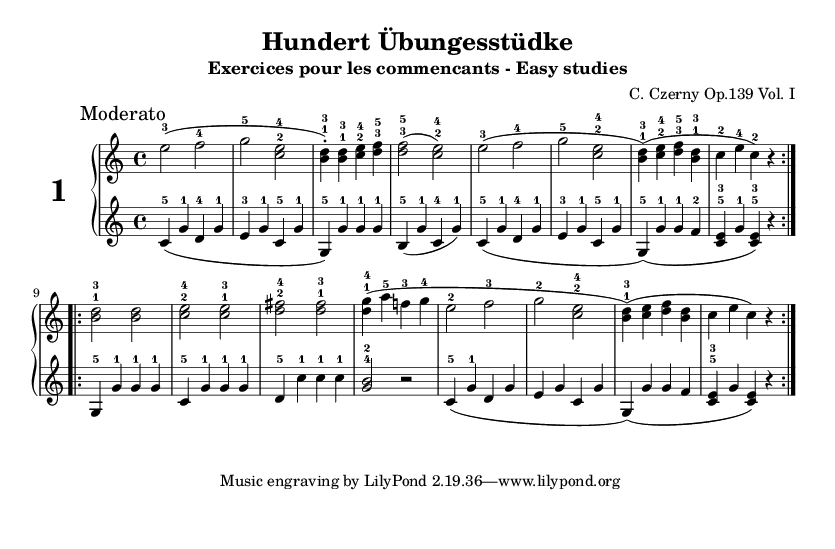 Hundert Übungesstüdke
Exercices pour les commencants - Easy studies
C. Czerny Op.139 Vol. I
Moderato
1
9
Music engraving by LilyPond 2.19.36—www.lilypond.org